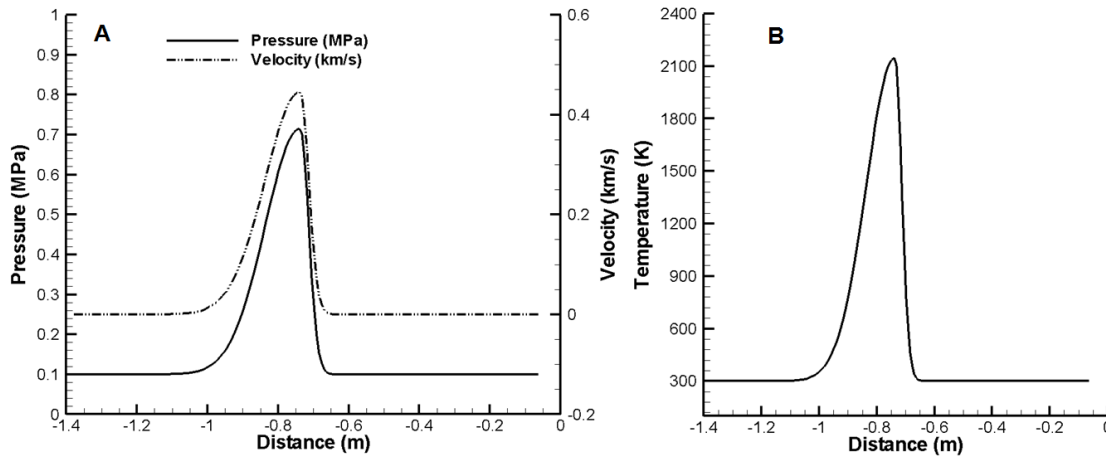 A
Pressure (MPa)
Velocity (km/s)
1
0.9
0.8
0.7
0.6
0.5
0.4
0.3
0.2
0.1
0
Pressure (MPa)
0.6
0.4
0.2
0
-0.2
Velocity (km/s)
-1.4 -1.2 -1 -0.8 -0.6 -0.4 -0.2 0
Distance (m)
B
2400
2100
1800
1500
1200
900
600
300
Temperature (K)
-1.4 -1.2 -1 -0.8 -0.6 -0.4 -0.2 0
Distance (m)